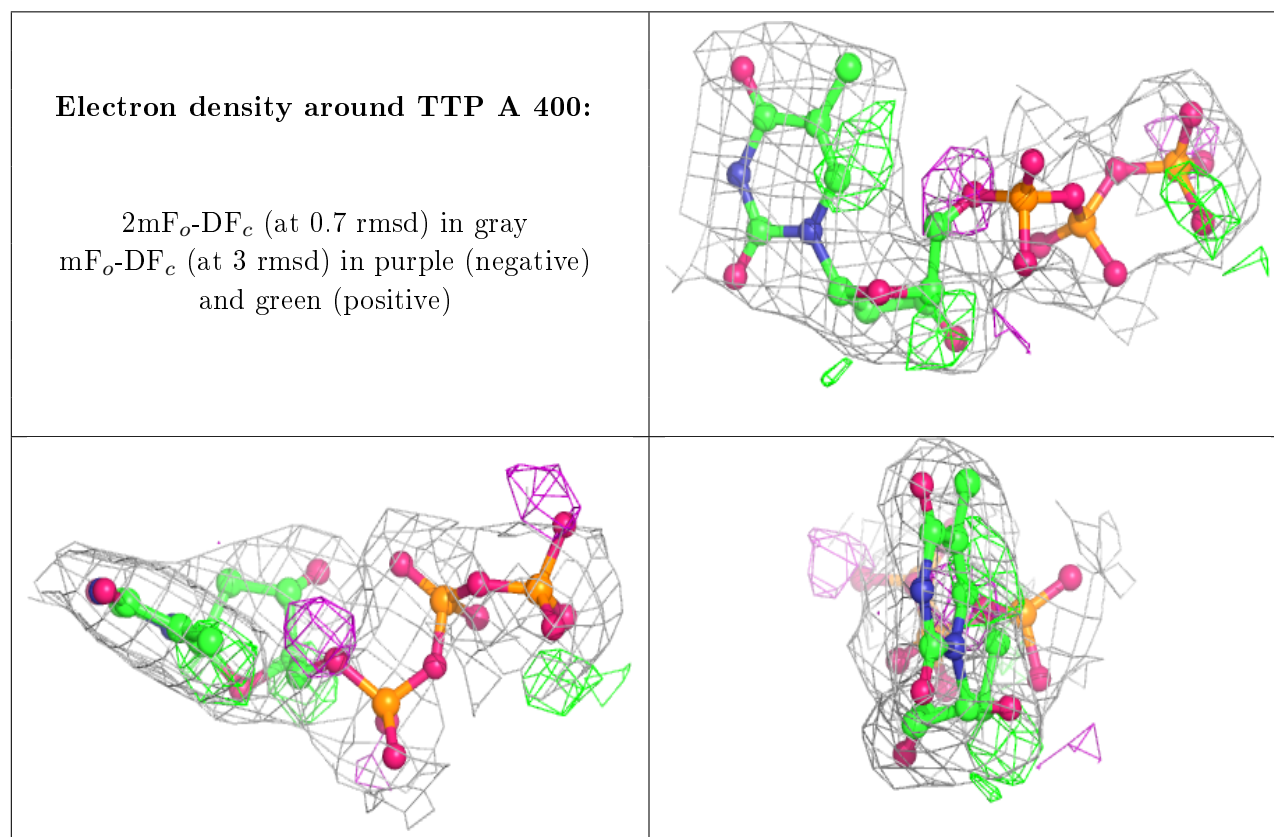 Electron density around TTP A 400:
2mFo-DFc (at 0.7 rmsd) in gray
mFo-DFc (at 3 rmsd) in purple (negative)
and green (positive)